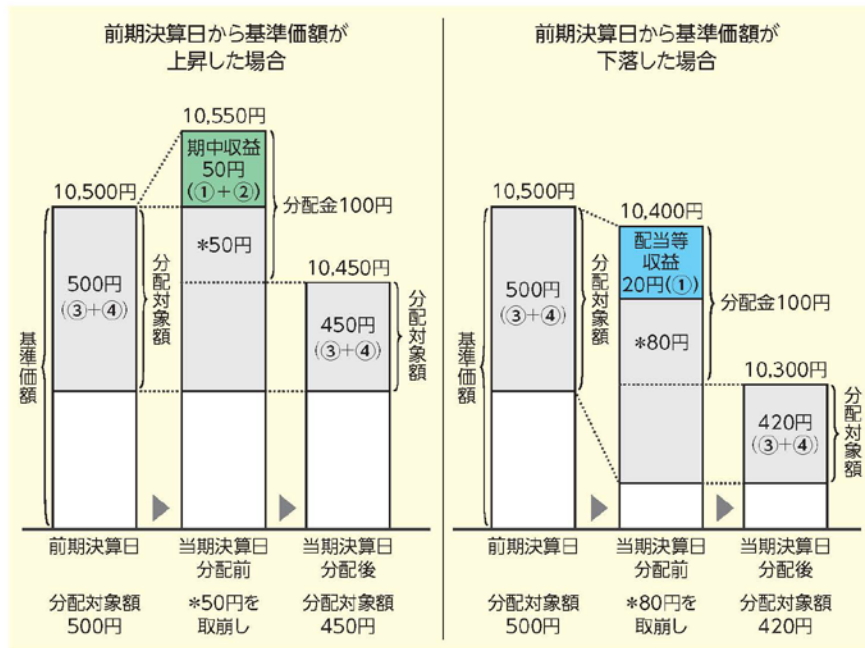 前期決算日から基準価額が
上昇した場合
10,550円
期中収益
50円
(①+②)
10,500円
分配金100円
*50円
10,450円
500円
(③+④)
分配対象額
450円
(③+④)
分配対象額
基準価額
前期決算日
当期決算日
分配前
当期決算日
分配後
分配対象額
500円
*50円を
取崩し
分配対象額
450円
前期決算日から基準価額が
下落した場合
10,500円
10,400円
配当等
収益
20円(①)
分配金100円
500円
(③+④)
分配対象額
*80円
10,300円
420円
(③+④)
分配対象額
基準価額
前期決算日
当期決算日
分配前
当期決算日
分配後
分配対象額
500円
*80円を
取崩し
分配対象額
420円